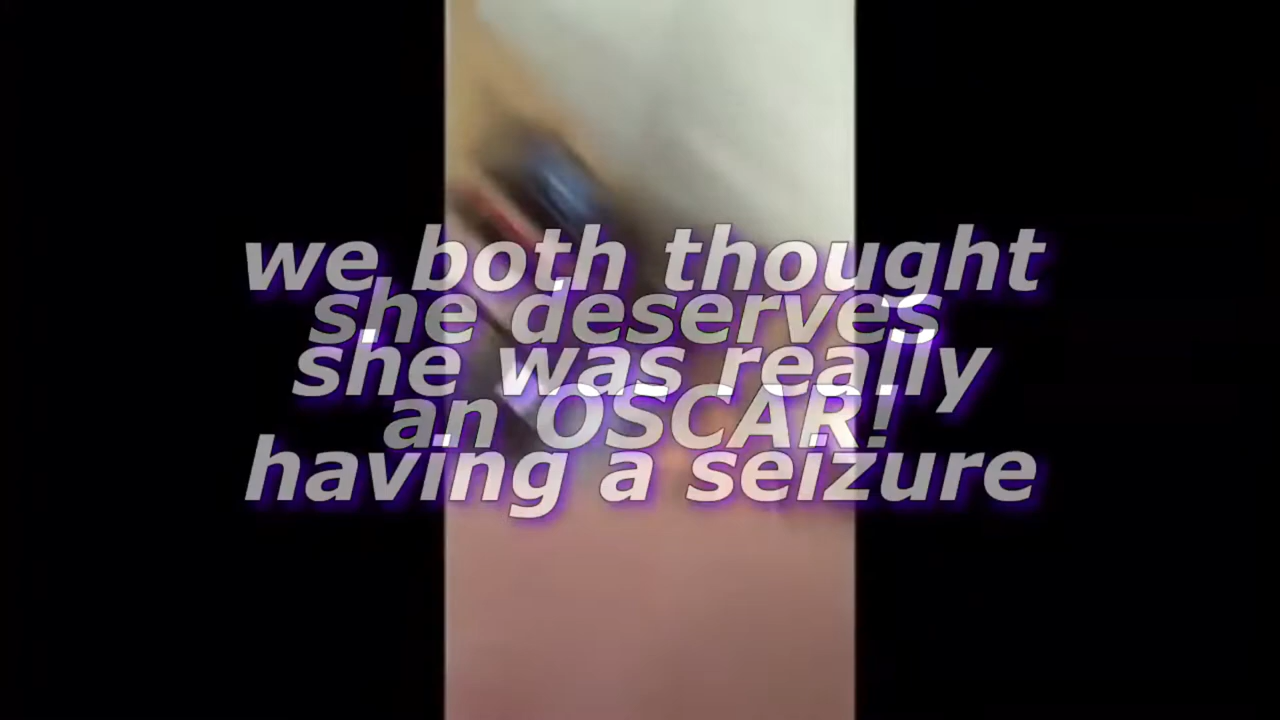 we both thought
she deserves
she was really
an OSCAR!
having a seizure